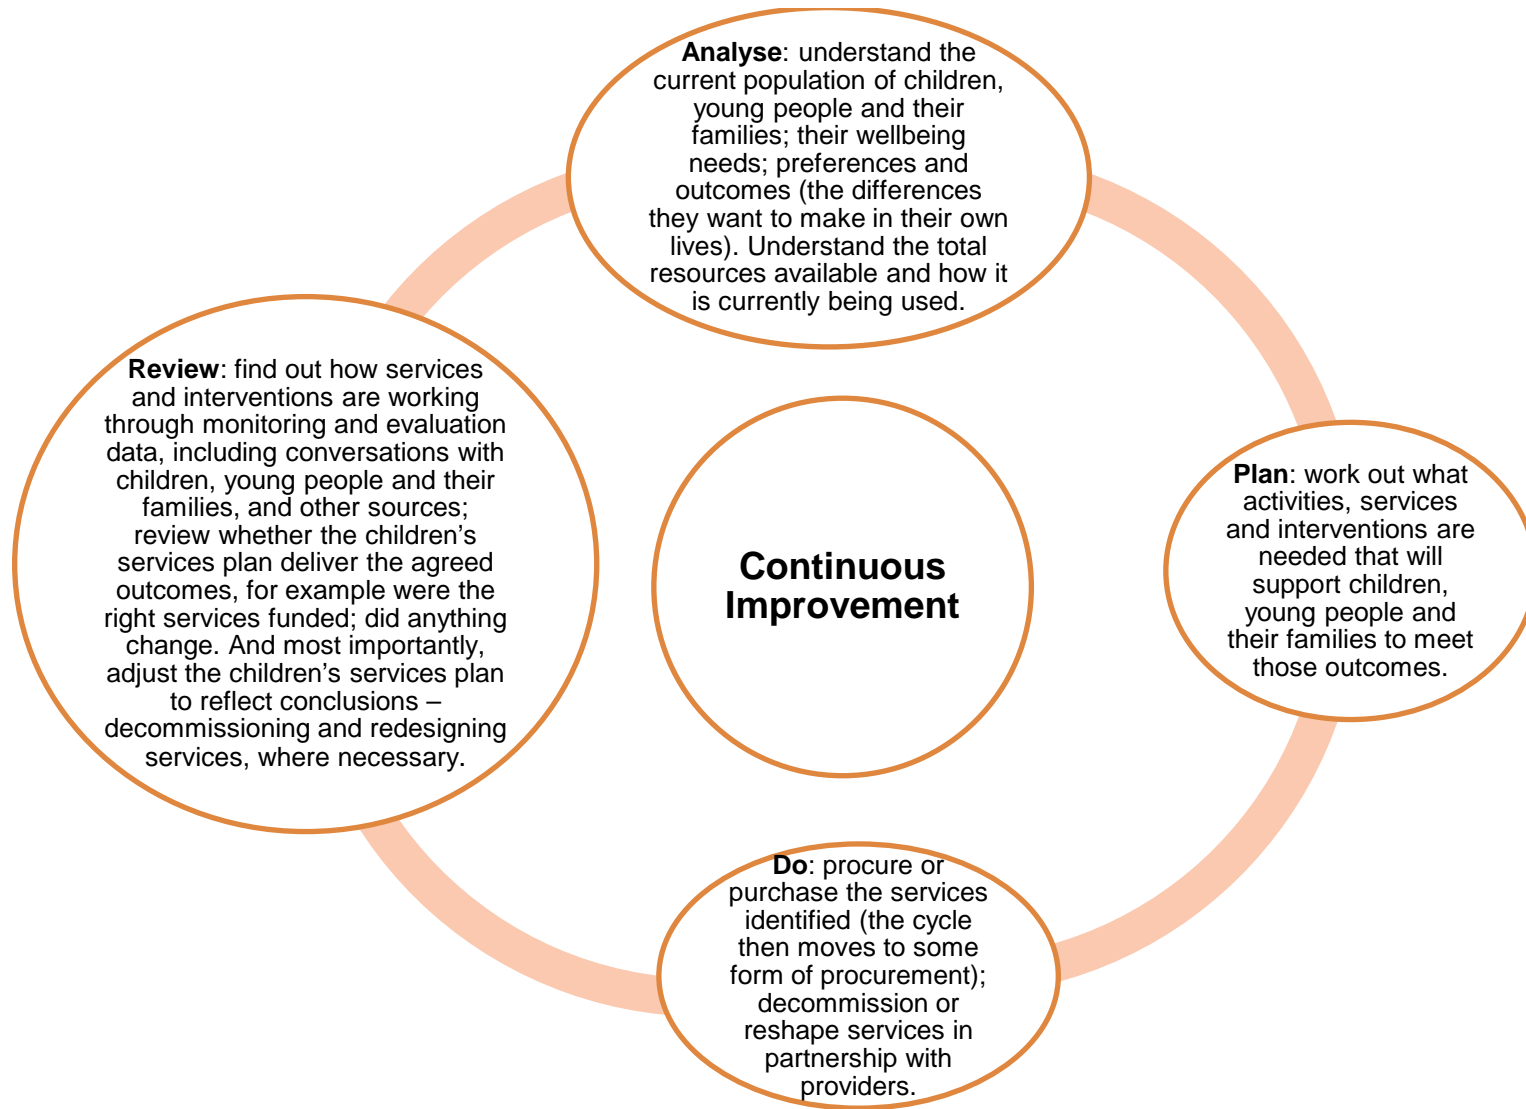 Analyse: understand the
current population of children,
young people and their
families; their wellbeing
needs; preferences and
outcomes (the differences
they want to make in their own
lives). Understand the total
resources available and how it
is currently being used.
Plan: work out what
activities, services
and interventions are
needed that will
support children,
young people and
their families to meet
those outcomes.
Do: procure or
purchase the services
identified (the cycle
then moves to some
form of procurement);
decommission or
reshape services in
partnership with
providers.
Review: find out how services
and interventions are working
through monitoring and evaluation
data, including conversations with
children, young people and their
families, and other sources;
review whether the children’s
services plan deliver the agreed
outcomes, for example were the
right services funded; did anything
change. And most importantly,
adjust the children’s services plan
to reflect conclusions –
decommissioning and redesigning
services, where necessary.
Continuous
Improvement